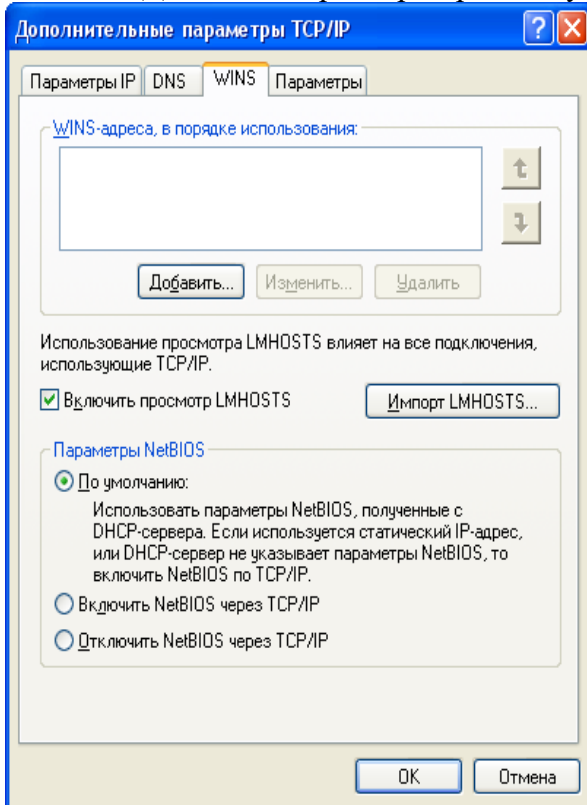 Дополнительные параметры TCP/IP
Параметры IP DNS WINS Параметры
WINS-адреса, в порядке использования:
Добавить... Изменить... Удалить
Использование просмотра LMHOSTS влияет на все подключения,
использующие TCP/IP.
Включить просмотр LMHOSTS Импорт LMHOSTS...
Параметры NetBIOS
По умолчанию:
Использовать параметры NetBIOS, полученные с
DHCP-сервера. Если используется статический IP-адрес,
или DHCP-сервер не указывает параметры NetBIOS, то
включить NetBIOS по TCP/IP.
Включить NetBIOS через TCP/IP
Отключить NetBIOS через TCP/IP
OK Отмена